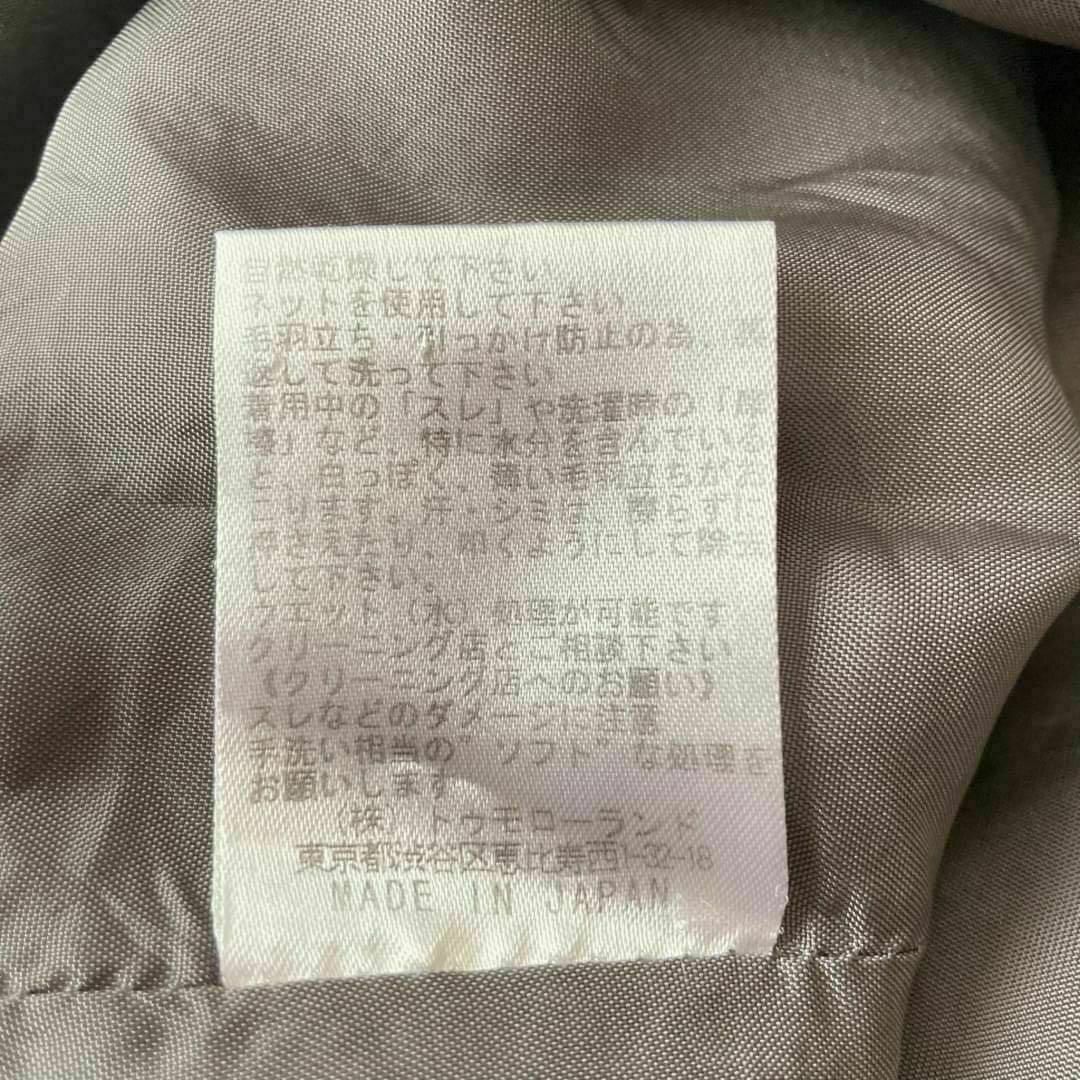 自然乾燥して下さい
ネットを使用して下さい
毛羽立ち・引っかけ防止の為、裏
返して洗って下さい
着用中の「スレ」や洗濯時の「摩
擦」など、特に水分を含んでいる
と、白っぽく、薄い毛羽立ちがお
こります。汗・シミは、擦らずに
押さえたり、叩くようにして除去
して下さい。
ウエット(水)処理が可能です
クリーニング店とご相談下さい
《クリーニング店へのお願い》
スレなどのダメージに注意
手洗い相当の"ソフト"な処理を
お願いします
(株)トゥモローランド
東京都渋谷区恵比寿西1-32-18
MADE IN JAPAN